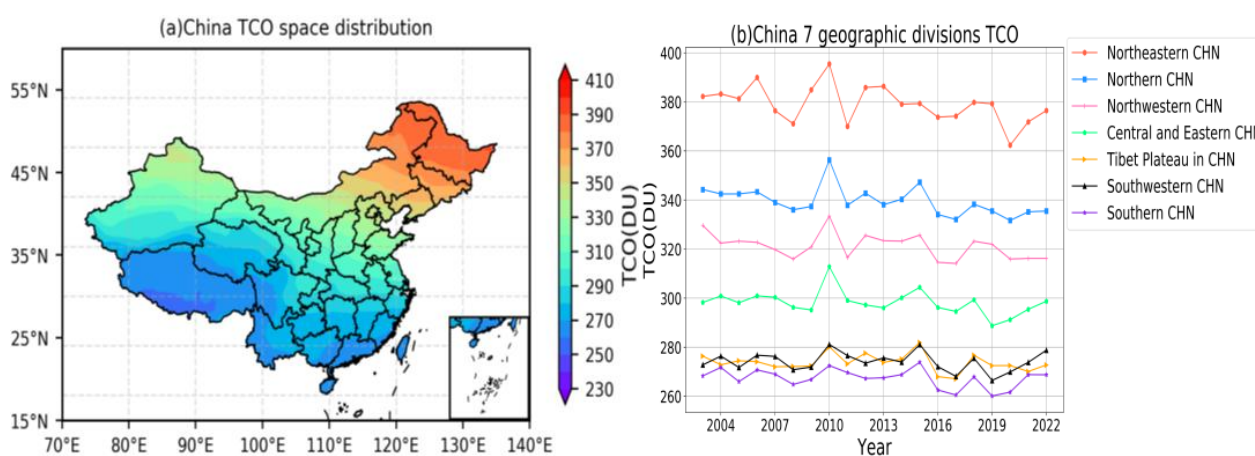 (a)China TCO space distribution
55°N
45°N
35°N
25°N
15°N
70°E
80°E
90°E
100°E
110°E
120°E
130°E
140°E
410
390
370
350
330
310
290
270
250
230
TCO(DU)
(b)China 7 geographic divisions TCO
400
380
360
340
320
300
280
260
TCO(DU)
2004
2007
2010
2013
2016
2019
2022
Year
Northeastern CHN
Northern CHN
Northwestern CHN
Central and Eastern CHN
Tibet Plateau in CHN
Southwestern CHN
Southern CHN